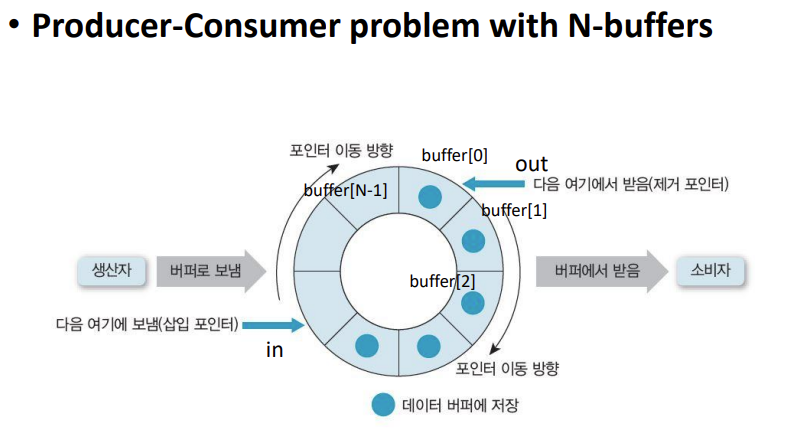 • Producer-Consumer problem with N-buffers
포인터 이동 방향
buffer[0]
out
다음 여기에서 받음(제거 포인터)
buffer[N-1]
buffer[1]
생산자
버퍼로 보냄
buffer[2]
버퍼에서 받음
소비자
다음 여기에 보냄(삽입 포인터)
in
포인터 이동 방향
데이터 버퍼에 저장